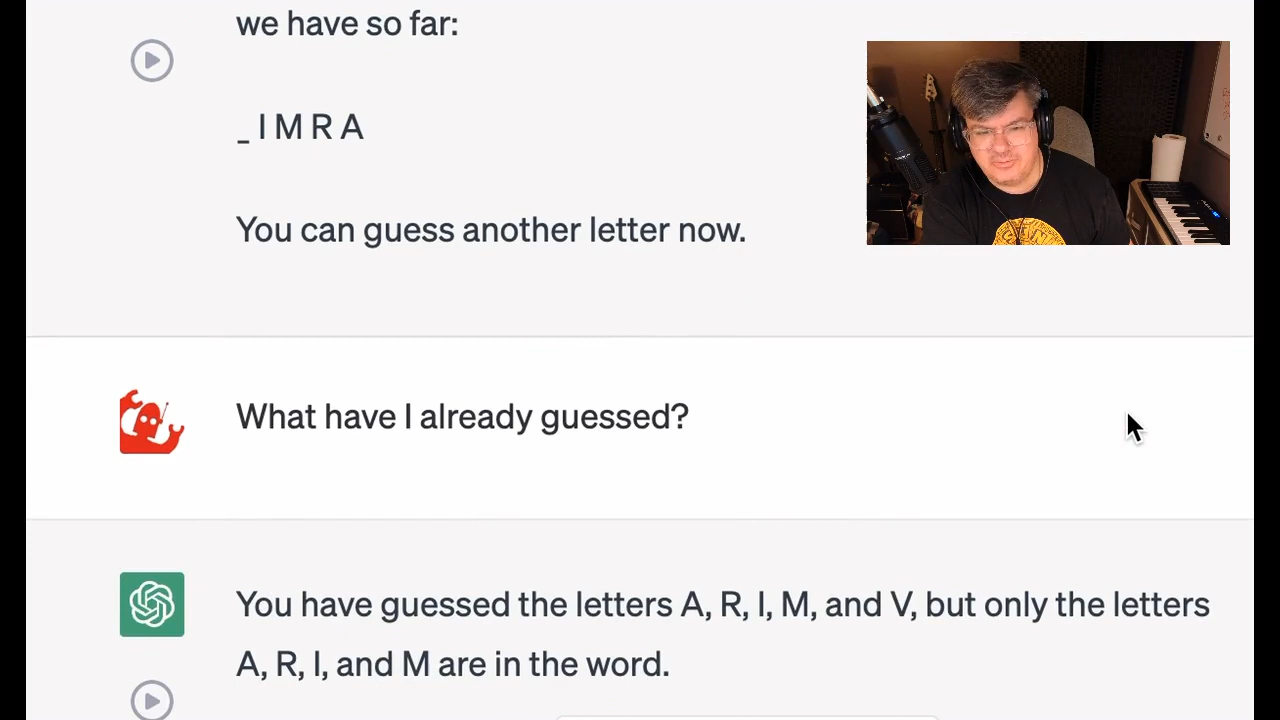 we have so far:
_ I M R A
You can guess another letter now.
What have I already guessed?
You have guessed the letters A, R, I, M, and V, but only the letters
A, R, I, and M are in the word.